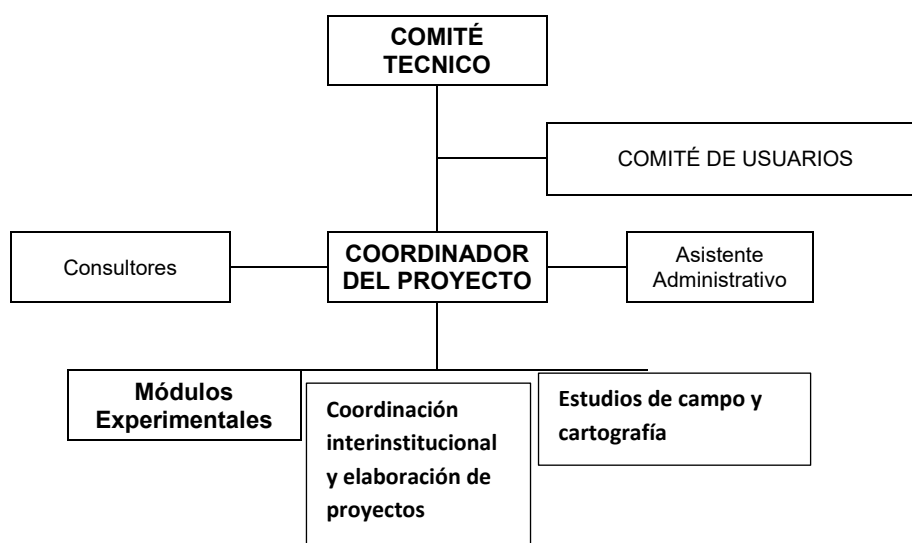 COMITÉ
TECNICO
COMITÉ DE USUARIOS
Consultores
COORDINADOR
DEL PROYECTO
Asistente
Administrativo
Módulos
Experimentales
Coordinación
interinstitucional
y elaboración de
proyectos
Estudios de campo y
cartografía